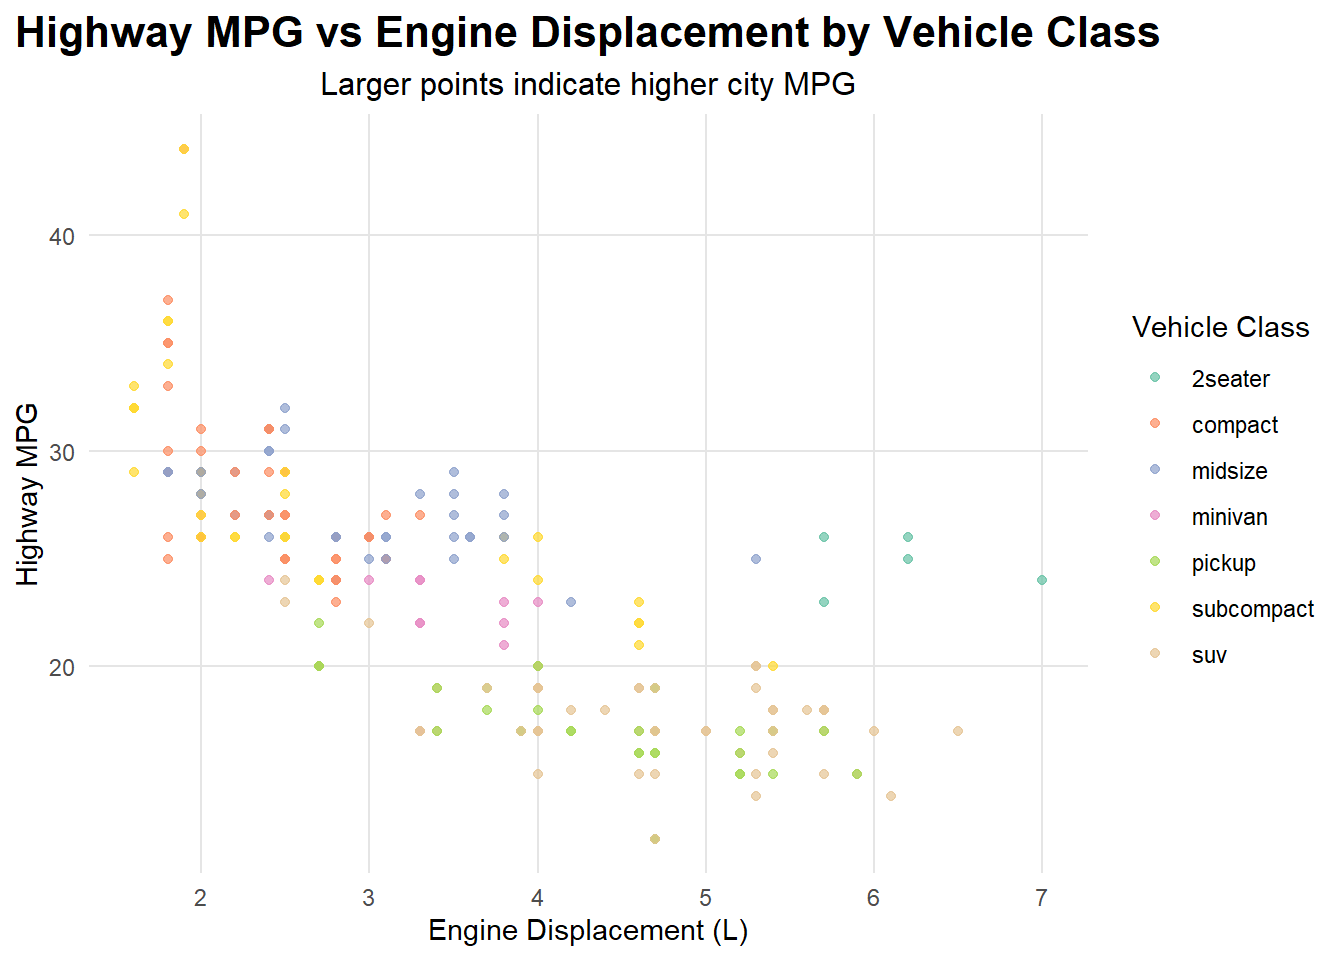 Highway MPG vs Engine Displacement by Vehicle Class
Larger points indicate higher city MPG
Highway MPG
40
30
20
2 3 4 5 6 7
Engine Displacement (L)
Vehicle Class
2seater
compact
midsize
minivan
pickup
subcompact
suv